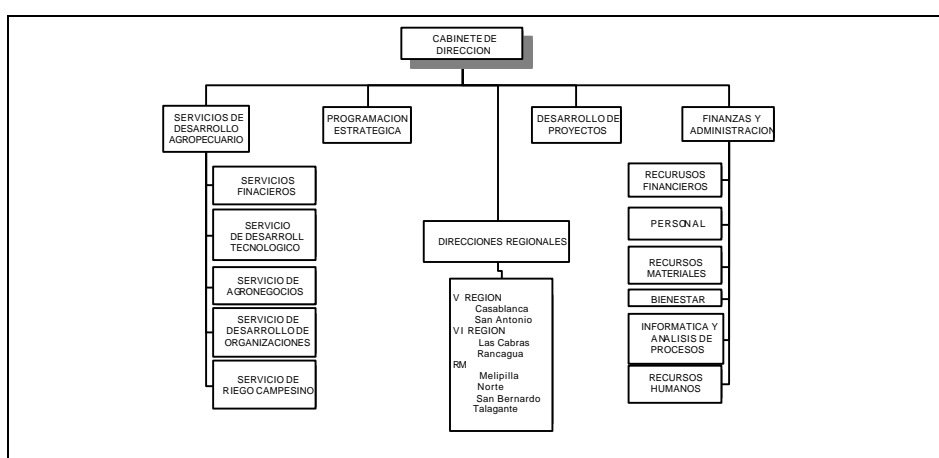 CABINETE DE
DIRECCION
SERVICIOS DE
DESARROLLO
AGROPECUARIO
PROGRAMACION
ESTRATEGICA
DESARROLLO DE
PROYECTOS
FINANZAS Y
ADMINISTRACION
SERVICIOS
FINACIEROS
SERVICIO
DE DESARROLL
TECNOLOGICO
SERVICIO DE
AGRONEGOCIOS
SERVICIO DE
DESARROLLO DE
ORGANIZACIONES
SERVICIO DE
RIEGO CAMPESINO
DIRECCIONES REGIONALES
V REGION
Casablanca
San Antonio
VI REGION
Las Cabras
Rancagua
RM
Melipilla
Norte
San Bernardo
Talagante
RECURUSOS
FINANCIEROS
PERSONAL
RECURSOS
MATERIALES
BIENESTAR
INFORMATICA Y
ANALISIS DE
PROCESOS
RECURSOS
HUMANOS